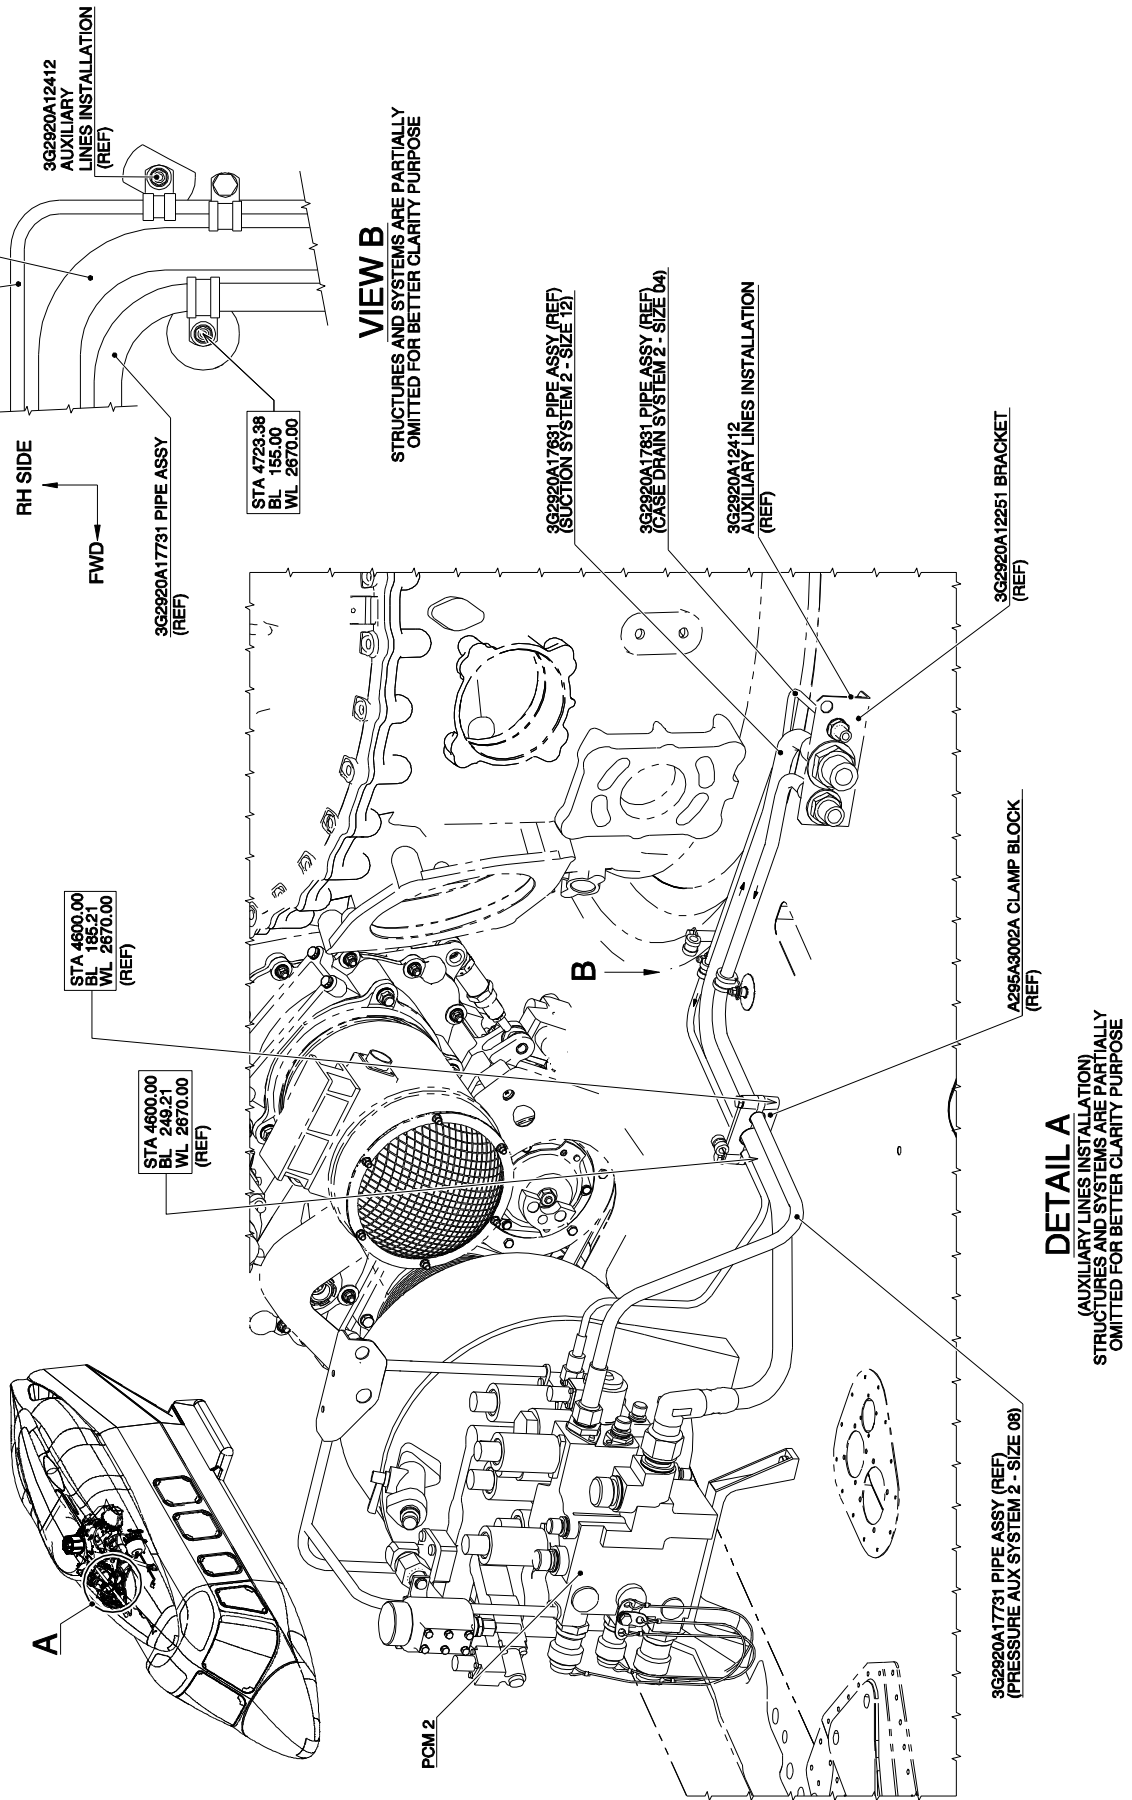 A
PCM 2
STA 4600.00
BL 249.21
WL 2670.00
(REF)
STA 4600.00
BL 185.21
WL 2670.00
(REF)
B
3G2920A17731 PIPE ASSY (REF)
(PRESSURE AUX SYSTEM 2 - SIZE 08)
A295A3002A CLAMP BLOCK
(REF)
3G2920A17631 PIPE ASSY (REF)
(SUCTION SYSTEM 2 - SIZE 12)
3G2920A17831 PIPE ASSY (REF)
(CASE DRAIN SYSTEM 2 - SIZE 04)
3G2920A12412
AUXILIARY LINES INSTALLATION
(REF)
3G2920A12251 BRACKET
(REF)
DETAIL A
(AUXILIARY LINES INSTALLATION)
STRUCTURES AND SYSTEMS ARE PARTIALLY
OMITTED FOR BETTER CLARITY PURPOSE
RH SIDE
FWD
3G2920A17731 PIPE ASSY
(REF)
STA 4723.38
BL 155.00
WL 2670.00
3G2920A12412
AUXILIARY
LINES INSTALLATION
(REF)
VIEW B
STRUCTURES AND SYSTEMS ARE PARTIALLY
OMITTED FOR BETTER CLARITY PURPOSE